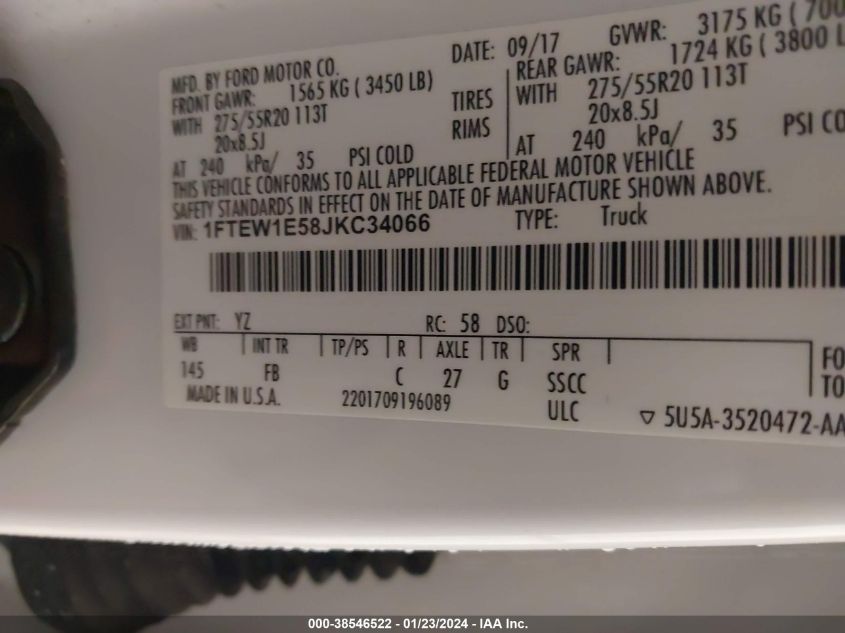 MFD. BY FORD MOTOR CO. DATE: 09/17 GVWR: 3175 KG ( 700
FRONT GAWR: 1565 KG ( 3450 LB) REAR GAWR: 1724 KG ( 3800 L
WITH 275/55R20 113T TIRES WITH 275/55R20 113T
20x8.5J RIMS 20x8.5J
AT 240 kPa/ 35 PSI COLD AT 240 kPa/ 35 PSI CO
THIS VEHICLE CONFORMS TO ALL APPLICABLE FEDERAL MOTOR VEHICLE
SAFETY STANDARDS IN EFFECT ON THE DATE OF MANUFACTURE SHOWN ABOVE.
VIN: 1FTEW1E58JKC34066 TYPE: Truck
EXT PNT: YZ RC: 58 DSO:
WB INT TR TP/PS R AXLE TR SPR
145 FB C 27 G SSCC
MADE IN U.S.A. 2201709196089 ULC
FO
TO
▽ 5U5A-3520472-AA
000-38546522 - 01/23/2024 - IAA Inc.